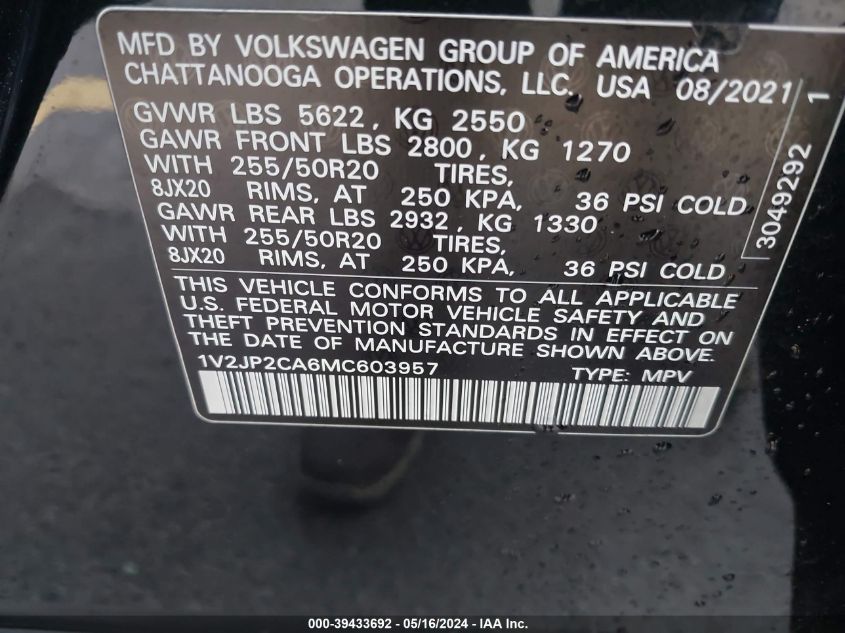 MFD BY VOLKSWAGEN GROUP OF AMERICA
CHATTANOOGA OPERATIONS, LLC. USA 08/2021
1
GVWR LBS 5622, KG 2550
GAWR FRONT LBS 2800, KG 1270
WITH 255/50R20 TIRES,
8JX20 RIMS, AT 250 KPA, 36 PSI COLD
GAWR REAR LBS 2932, KG 1330
WITH 255/50R20 TIRES,
8JX20 RIMS, AT 250 KPA, 36 PSI COLD
3049292
THIS VEHICLE CONFORMS TO ALL APPLICABLE
U.S. FEDERAL MOTOR VEHICLE SAFETY AND
THEFT PREVENTION STANDARDS IN EFFECT ON
THE DATE OF MANUFACTURE SHOWN ABOVE.
1V2JP2CA6MC603957 TYPE: MPV
000-39433692 - 05/16/2024 - IAA Inc.